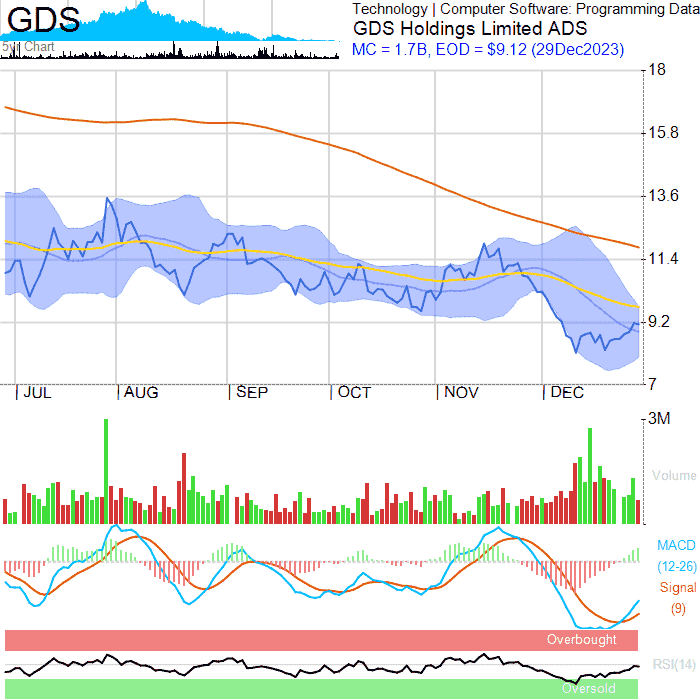 GDS
5yr Chart
Technology | Computer Software: Programming Data
GDS Holdings Limited ADS
MC = 1.7B, EOD = $9.12 (29Dec2023)
18
15.8
13.6
11.4
9.2
7
JUL AUG SEP OCT NOV DEC
3M
Volume
MACD
(12-26)
Signal
(9)
Overbought
RSI(14)
Oversold